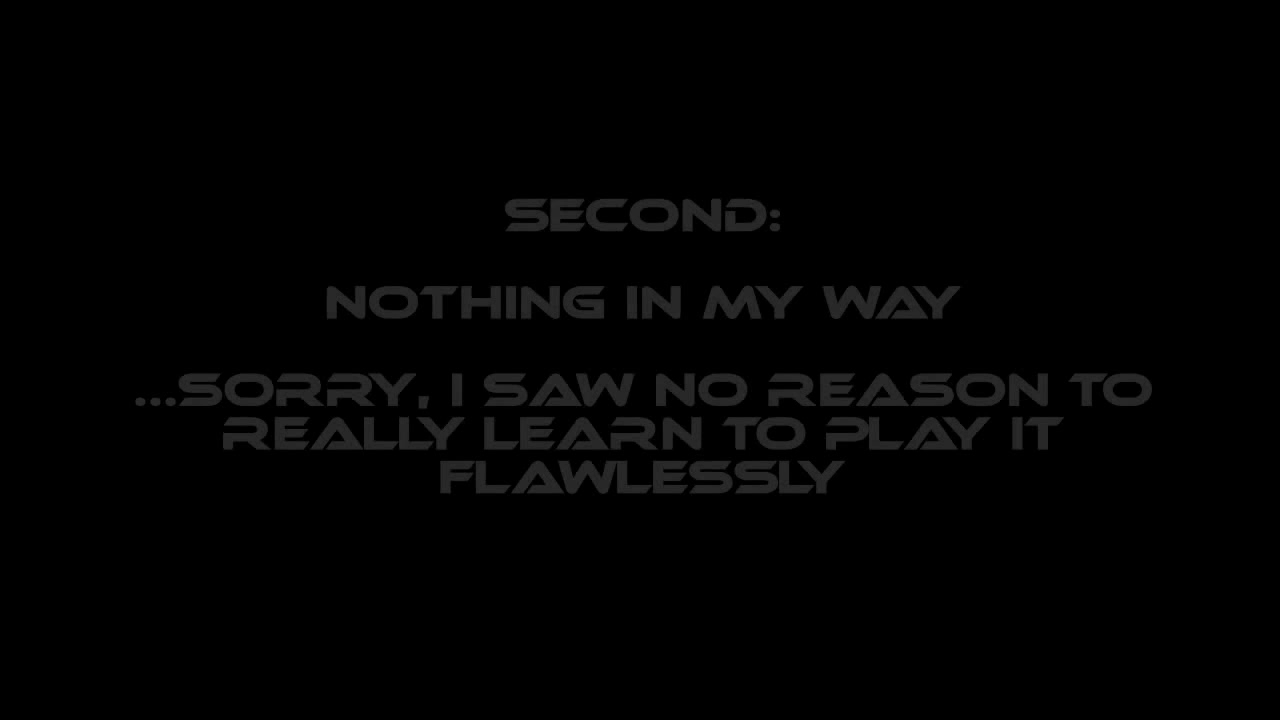 SECOND:
NOTHING IN MY WAY
...SORRY, I SAW NO REASON TO
REALLY LEARN TO PLAY IT
FLAWLESSLY